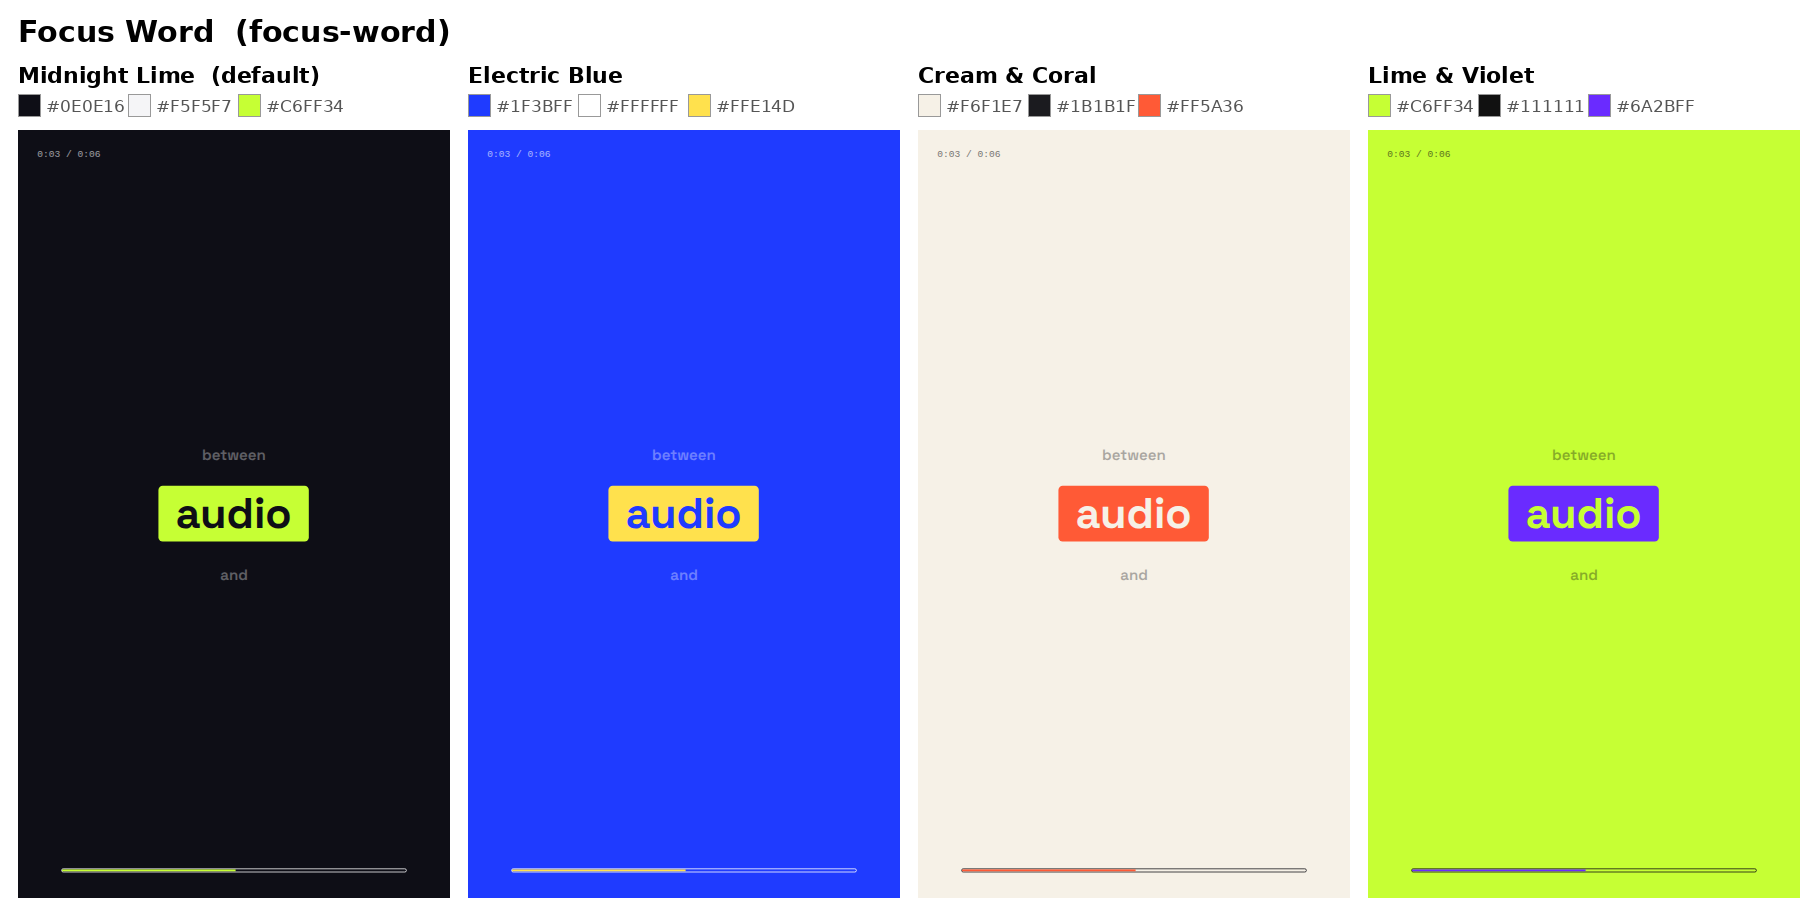 Focus Word (focus-word)
Midnight Lime (default)
#0E0E16 #F5F5F7 #C6FF34
0:03 / 0:06
between
audio
and
Electric Blue
#1F3BFF #FFFFFF #FFE14D
0:03 / 0:06
between
audio
and
Cream & Coral
#F6F1E7 #1B1B1F #FF5A36
0:03 / 0:06
between
audio
and
Lime & Violet
#C6FF34 #111111 #6A2BFF
0:03 / 0:06
between
audio
and